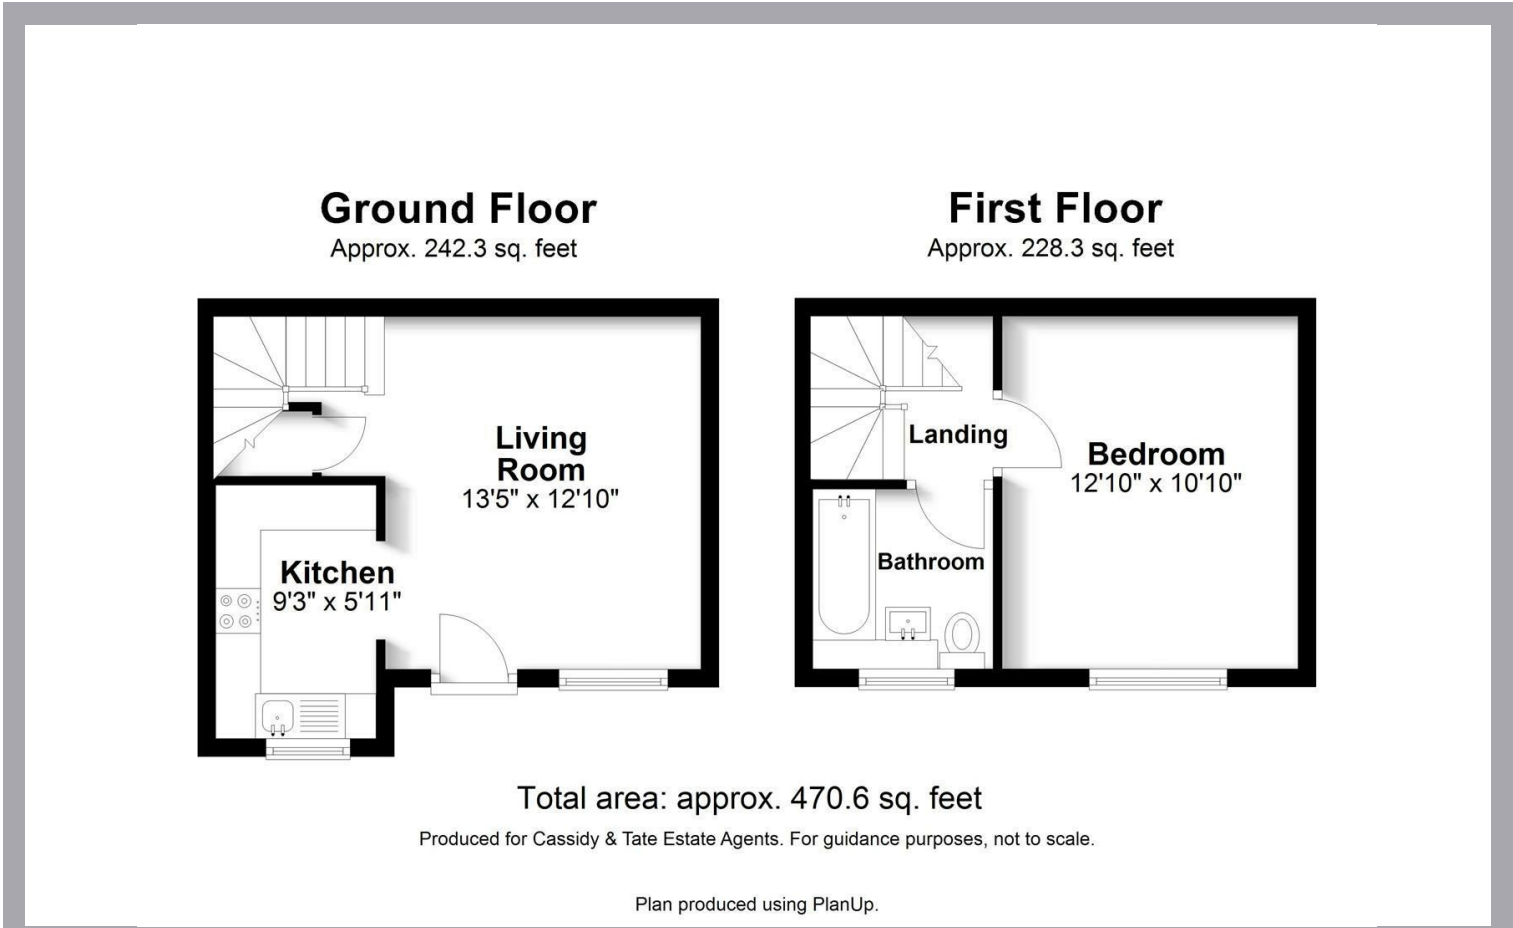 Ground Floor
Approx. 242.3 sq. feet
First Floor
Approx. 228.3 sq. feet
Living
Room
13'5" x 12'10"
Kitchen
9'3" x 5'11"
Landing
Bedroom
12'10" x 10'10"
Bathroom
Total area: approx. 470.6 sq. feet
Produced for Cassidy & Tate Estate Agents. For guidance purposes, not to scale.
Plan produced using PlanUp.